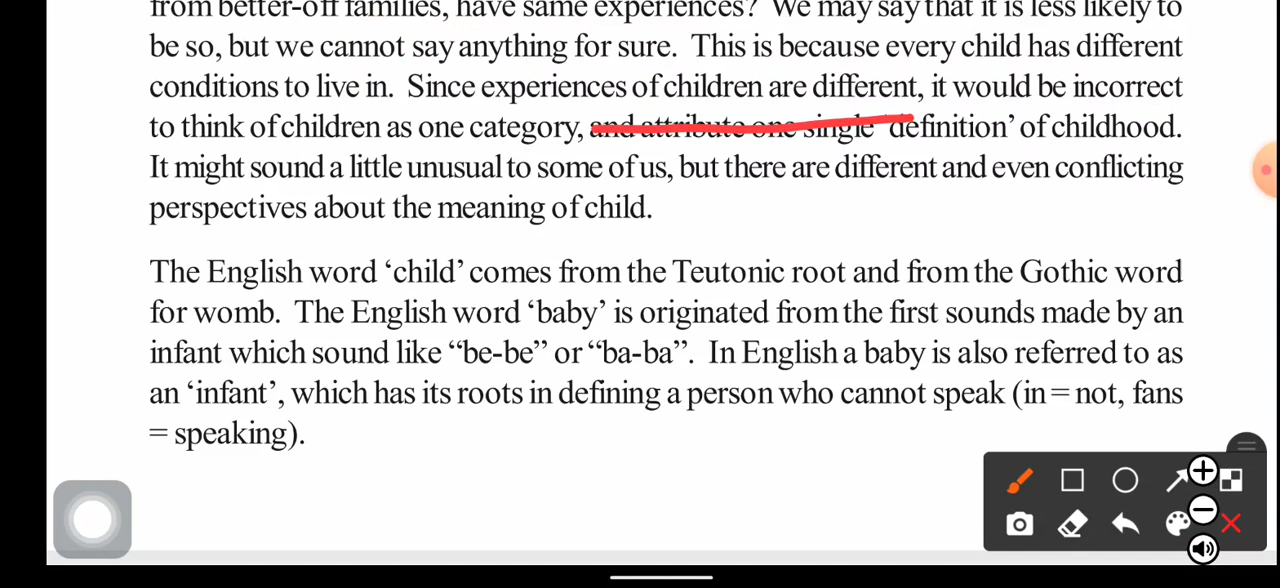 from better-off families, have same experiences? We may say that it is less likely to
be so, but we cannot say anything for sure. This is because every child has different
conditions to live in. Since experiences of children are different, it would be incorrect
to think of children as one category, and attribute one single ‘definition’ of childhood.
It might sound a little unusual to some of us, but there are different and even conflicting
perspectives about the meaning of child.
The English word ‘child’ comes from the Teutonic root and from the Gothic word
for womb. The English word ‘baby’ is originated from the first sounds made by an
infant which sound like “be-be” or “ba-ba”. In English a baby is also referred to as
an ‘infant’, which has its roots in defining a person who cannot speak (in = not, fans
= speaking).